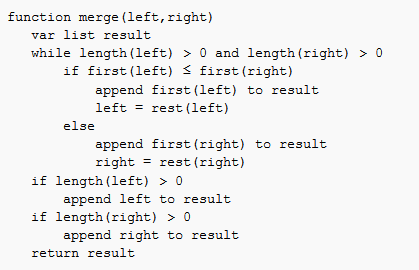 function merge(left,right)
var list result
while length(left) > 0 and length(right) > 0
if first(left) ≤ first(right)
append first(left) to result
left = rest(left)
else
append first(right) to result
right = rest(right)
if length(left) > 0
append left to result
if length(right) > 0
append right to result
return result